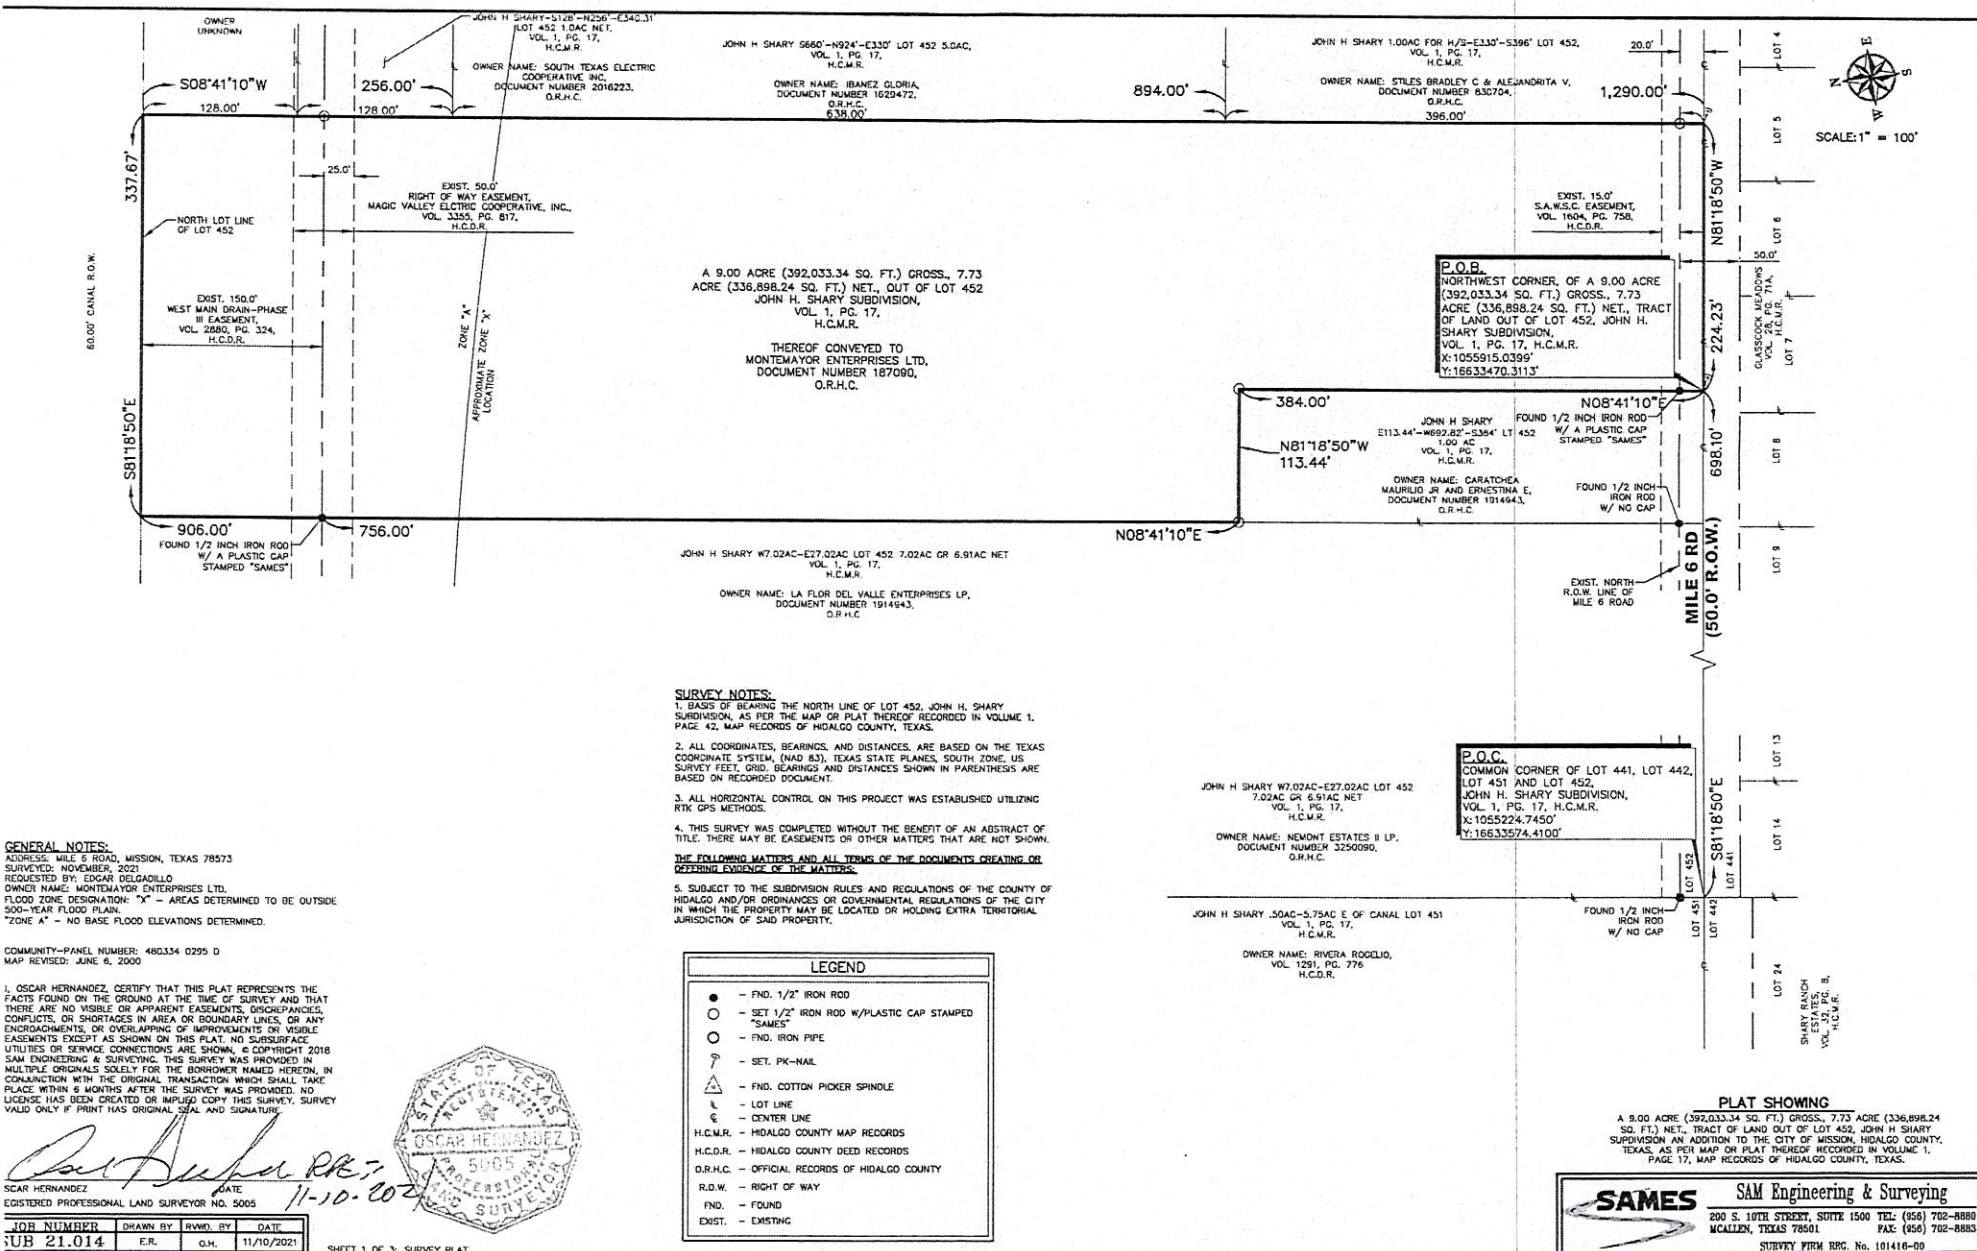 OWNER
UNKNOWN
JOHN H SHARY-S128'-N256'-E340.31'
LOT 452 1.0AC NET.
VOL. 1, PG. 17,
H.C.M.R.
OWNER NAME: SOUTH TEXAS ELECTRIC
COOPERATIVE INC,
DOCUMENT NUMBER 2016223.
O.R.H.C.
JOHN H SHARY S660'-N924'-E330' LOT 452 5.0AC,
VOL. 1, PG. 17,
H.C.M.R.
OWNER NAME: IBANEZ GLORIA,
DOCUMENT NUMBER 1629472.
O.R.H.C.
638.00'
JOHN H SHARY 1.00AC FOR H/S-E330'-S396' LOT 452,
VOL. 1, PG. 17,
H.C.M.R.
OWNER NAME: STILES BRADLEY C & ALEJANDRITA V.
DOCUMENT NUMBER 830704.
O.R.H.C.
396.00'
20.0'
S08°41'10"W
128.00'
256.00'
128.00'
894.00'
1,290.00'
LOT 4
LOT 5
LOT 6
LOT 7
LOT 8
LOT 9
N
E
S
W
SCALE:1" = 100'
337.67'
25.0'
NORTH LOT LINE
OF LOT 452
60.00' CANAL R.O.W.
EXIST. 50.0'
RIGHT OF WAY EASEMENT,
MAGIC VALLEY ELCTRIC COOPERATIVE, INC.,
VOL. 3355, PG. 817,
H.C.D.R.
EXIST. 150.0'
WEST MAIN DRAIN-PHASE
III EASEMENT,
VOL. 2880, PG. 324,
H.C.D.R.
ZONE "A"
APPROXIMATE ZONE "X"
LOCATION
A 9.00 ACRE (392,033.34 SQ. FT.) GROSS., 7.73
ACRE (336,898.24 SQ. FT.) NET., OUT OF LOT 452
JOHN H. SHARY SUBDIVISION,
VOL. 1, PG. 17,
H.C.M.R.
THEREOF CONVEYED TO
MONTEMAYOR ENTERPRISES LTD,
DOCUMENT NUMBER 187090,
O.R.H.C.
EXIST. 15.0'
S.A.W.S.C. EASEMENT,
VOL. 1604, PG. 758,
H.C.D.R.
N81°18'50"W
50.0'
224.23'
GLASSCOCK MEADOWS
VOL. 28, PG. 71A,
H.C.M.R.
P.O.B.
NORTHWEST CORNER, OF A 9.00 ACRE
(392,033.34 SQ. FT.) GROSS., 7.73
ACRE (336,898.24 SQ. FT.) NET., TRACT
OF LAND OUT OF LOT 452, JOHN H.
SHARY SUBDIVISION,
VOL. 1, PG. 17, H.C.M.R.
X:1055915.0399'
Y:16633470.3113'
384.00'
N08°41'10"E
N81°18'50"W
113.44'
JOHN H SHARY
E113.44'-W692.82'-S384' LT 452
1.00 AC
VOL. 1, PG. 17,
H.C.M.R.
OWNER NAME: CARATCHEA
MAURILIO JR AND ERNESTINA E,
DOCUMENT NUMBER 1914943,
O.R.H.C.
FOUND 1/2 INCH IRON ROD
W/ A PLASTIC CAP
STAMPED "SAMES"
FOUND 1/2 INCH
IRON ROD
W/ NO CAP
698.10'
S81°18'50"E
906.00'
756.00'
FOUND 1/2 INCH IRON ROD
W/ A PLASTIC CAP
STAMPED "SAMES"
N08°41'10"E
JOHN H SHARY W7.02AC-E27.02AC LOT 452 7.02AC GR 6.91AC NET
VOL. 1, PG. 17,
H.C.M.R.
OWNER NAME: LA FLOR DEL VALLE ENTERPRISES LP,
DOCUMENT NUMBER 1914943,
O.R.H.C
EXIST. NORTH
R.O.W. LINE OF
MILE 6 ROAD
MILE 6 RD
(50.0' R.O.W.)
SURVEY NOTES:
1. BASIS OF BEARING THE NORTH LINE OF LOT 452, JOHN H. SHARY
SUBDIVISION, AS PER THE MAP OR PLAT THEREOF RECORDED IN VOLUME 1,
PAGE 42, MAP RECORDS OF HIDALGO COUNTY, TEXAS.
2. ALL COORDINATES, BEARINGS, AND DISTANCES, ARE BASED ON THE TEXAS
COORDINATE SYSTEM, (NAD 83), TEXAS STATE PLANES, SOUTH ZONE, US
SURVEY FEET, GRID. BEARINGS AND DISTANCES SHOWN IN PARENTHESIS ARE
BASED ON RECORDED DOCUMENT.
3. ALL HORIZONTAL CONTROL ON THIS PROJECT WAS ESTABLISHED UTILIZING
RTK GPS METHODS.
4. THIS SURVEY WAS COMPLETED WITHOUT THE BENEFIT OF AN ABSTRACT OF
TITLE. THERE MAY BE EASEMENTS OR OTHER MATTERS THAT ARE NOT SHOWN.
THE FOLLOWING MATTERS AND ALL TERMS OF THE DOCUMENTS CREATING OR
OFFERING EVIDENCE OF THE MATTERS:
5. SUBJECT TO THE SUBDIVISION RULES AND REGULATIONS OF THE COUNTY OF
HIDALGO AND/OR ORDINANCES OR GOVERNMENTAL REGULATIONS OF THE CITY
IN WHICH THE PROPERTY MAY BE LOCATED OR HOLDING EXTRA TERRITORIAL
JURISDICTION OF SAID PROPERTY.
JOHN H SHARY W7.02AC-E27.02AC LOT 452
7.02AC GR 6.91AC NET
VOL. 1, PG. 17,
H.C.M.R.
OWNER NAME: NEMONT ESTATES II LP.
DOCUMENT NUMBER 3250090.
O.R.H.C.
P.O.C.
COMMON CORNER OF LOT 441, LOT 442,
LOT 451 AND LOT 452,
JOHN H. SHARY SUBDIVISION,
VOL. 1, PG. 17, H.C.M.R.
X:1055224.7450'
Y:16633574.4100'
S81°18'50"E
LOT 13
LOT 14
LOT 24
LOT 452
LOT 441
LOT 451
LOT 442
JOHN H SHARY .50AC-5.75AC E OF CANAL LOT 451
VOL. 1, PG. 17,
H.C.M.R.
OWNER NAME: RIVERA ROGELIO,
VOL. 1291, PG. 776
H.C.D.R.
FOUND 1/2 INCH
IRON ROD
W/ NO CAP
SHARY RANCH
ESTATES,
VOL. 32, PG. 8,
H.C.M.R.
GENERAL NOTES:
ADDRESS: MILE 6 ROAD, MISSION, TEXAS 78573
SURVEYED: NOVEMBER, 2021
REQUESTED BY: EDGAR DELGADILLO
OWNER NAME: MONTEMAYOR ENTERPRISES LTD.
FLOOD ZONE DESIGNATION: "X" - AREAS DETERMINED TO BE OUTSIDE
500-YEAR FLOOD PLAIN.
"ZONE A" - NO BASE FLOOD ELEVATIONS DETERMINED.
COMMUNITY-PANEL NUMBER: 480334 0295 D
MAP REVISED: JUNE 6, 2000
I, OSCAR HERNANDEZ, CERTIFY THAT THIS PLAT REPRESENTS THE
FACTS FOUND ON THE GROUND AT THE TIME OF SURVEY AND THAT
THERE ARE NO VISIBLE OR APPARENT EASEMENTS, DISCREPANCIES,
CONFLICTS, OR SHORTAGES IN AREA OR BOUNDARY LINES, OR ANY
ENCROACHMENTS, OR OVERLAPPING OF IMPROVEMENTS OR VISIBLE
EASEMENTS EXCEPT AS SHOWN ON THIS PLAT. NO SUBSURFACE
UTILITIES OR SERVICE CONNECTIONS ARE SHOWN, © COPYRIGHT 2018
SAM ENGINEERING & SURVEYING. THIS SURVEY WAS PROVIDED IN
MULTIPLE ORIGINALS SOLELY FOR THE BORROWER NAMED HEREON, IN
CONJUNCTION WITH THE ORIGINAL TRANSACTION WHICH SHALL TAKE
PLACE WITHIN 6 MONTHS AFTER THE SURVEY WAS PROVIDED. NO
LICENSE HAS BEEN CREATED OR IMPLIED COPY THIS SURVEY. SURVEY
VALID ONLY IF PRINT HAS ORIGINAL SEAL AND SIGNATURE.
11-10-2021
SCAR HERNANDEZ
DATE
EGISTERED PROFESSIONAL LAND SURVEYOR NO. 5005
STATE OF TEXAS
REGISTERED
OSCAR HERNANDEZ
5005
PROFESSIONAL
LAND SURVEYOR
JOB NUMBER DRAWN BY RVWD. BY DATE
SUB 21.014 E.R. O.H. 11/10/2021
SHEET 1 OF 3: SURVEY PLAT
LEGEND
- FND. 1/2" IRON ROD
- SET 1/2" IRON ROD W/PLASTIC CAP STAMPED
"SAMES"
- FND. IRON PIPE
- SET. PK-NAIL
- FND. COTTON PICKER SPINDLE
- LOT LINE
- CENTER LINE
H.C.M.R. - HIDALGO COUNTY MAP RECORDS
H.C.D.R. - HIDALGO COUNTY DEED RECORDS
O.R.H.C. - OFFICIAL RECORDS OF HIDALGO COUNTY
R.O.W. - RIGHT OF WAY
FND. - FOUND
EXIST. - EXISTING
PLAT SHOWING
A 9.00 ACRE (392,033.34 SQ. FT.) GROSS., 7.73 ACRE (336,898.24
SQ. FT.) NET., TRACT OF LAND OUT OF LOT 452, JOHN H SHARY
SUPDIVISION AN ADDITION TO THE CITY OF MISSION, HIDALGO COUNTY,
TEXAS, AS PER MAP OR PLAT THEREOF RECORDED IN VOLUME 1,
PAGE 17, MAP RECORDS OF HIDALGO COUNTY, TEXAS.
SAMES
SAM Engineering & Surveying
200 S. 10TH STREET, SUITE 1500 TEL: (956) 702-8880
MCALLEN, TEXAS 78501 FAX: (956) 702-8883
SURVEY FIRM REG. No. 101416-00